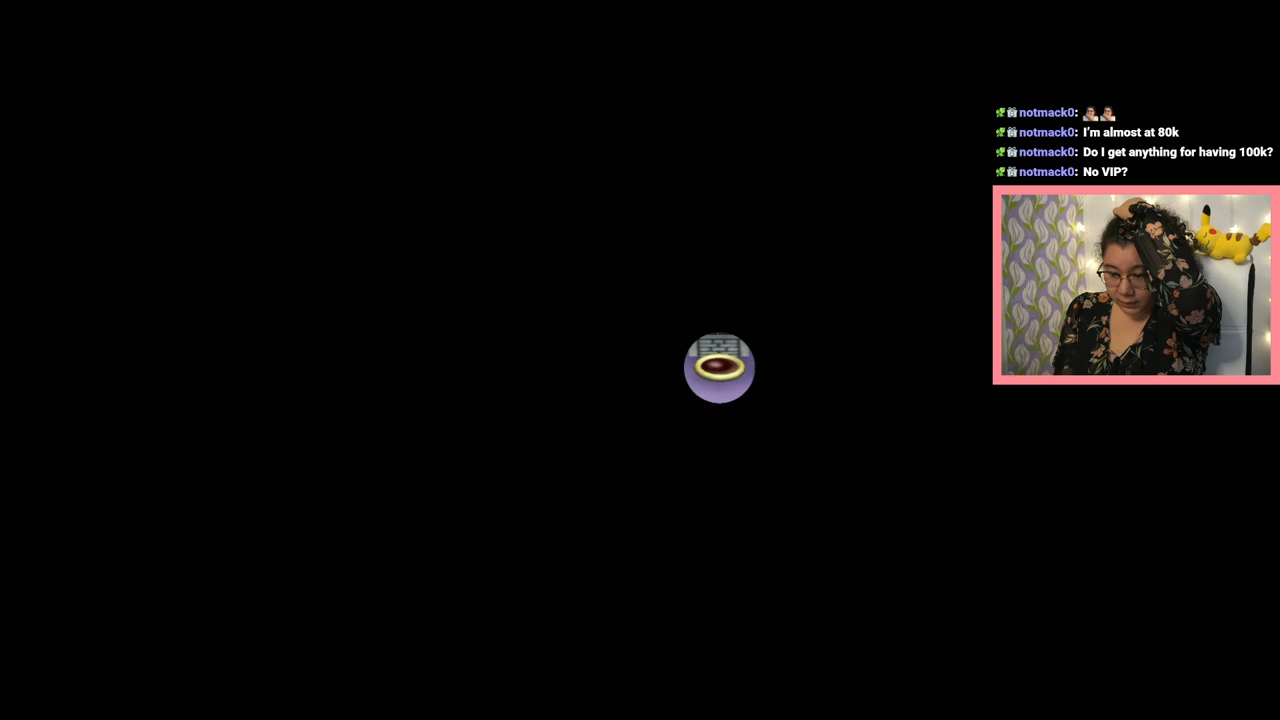 notmack0:
notmack0: I'm almost at 80k
notmack0: Do I get anything for having 100k?
notmack0: No VIP?